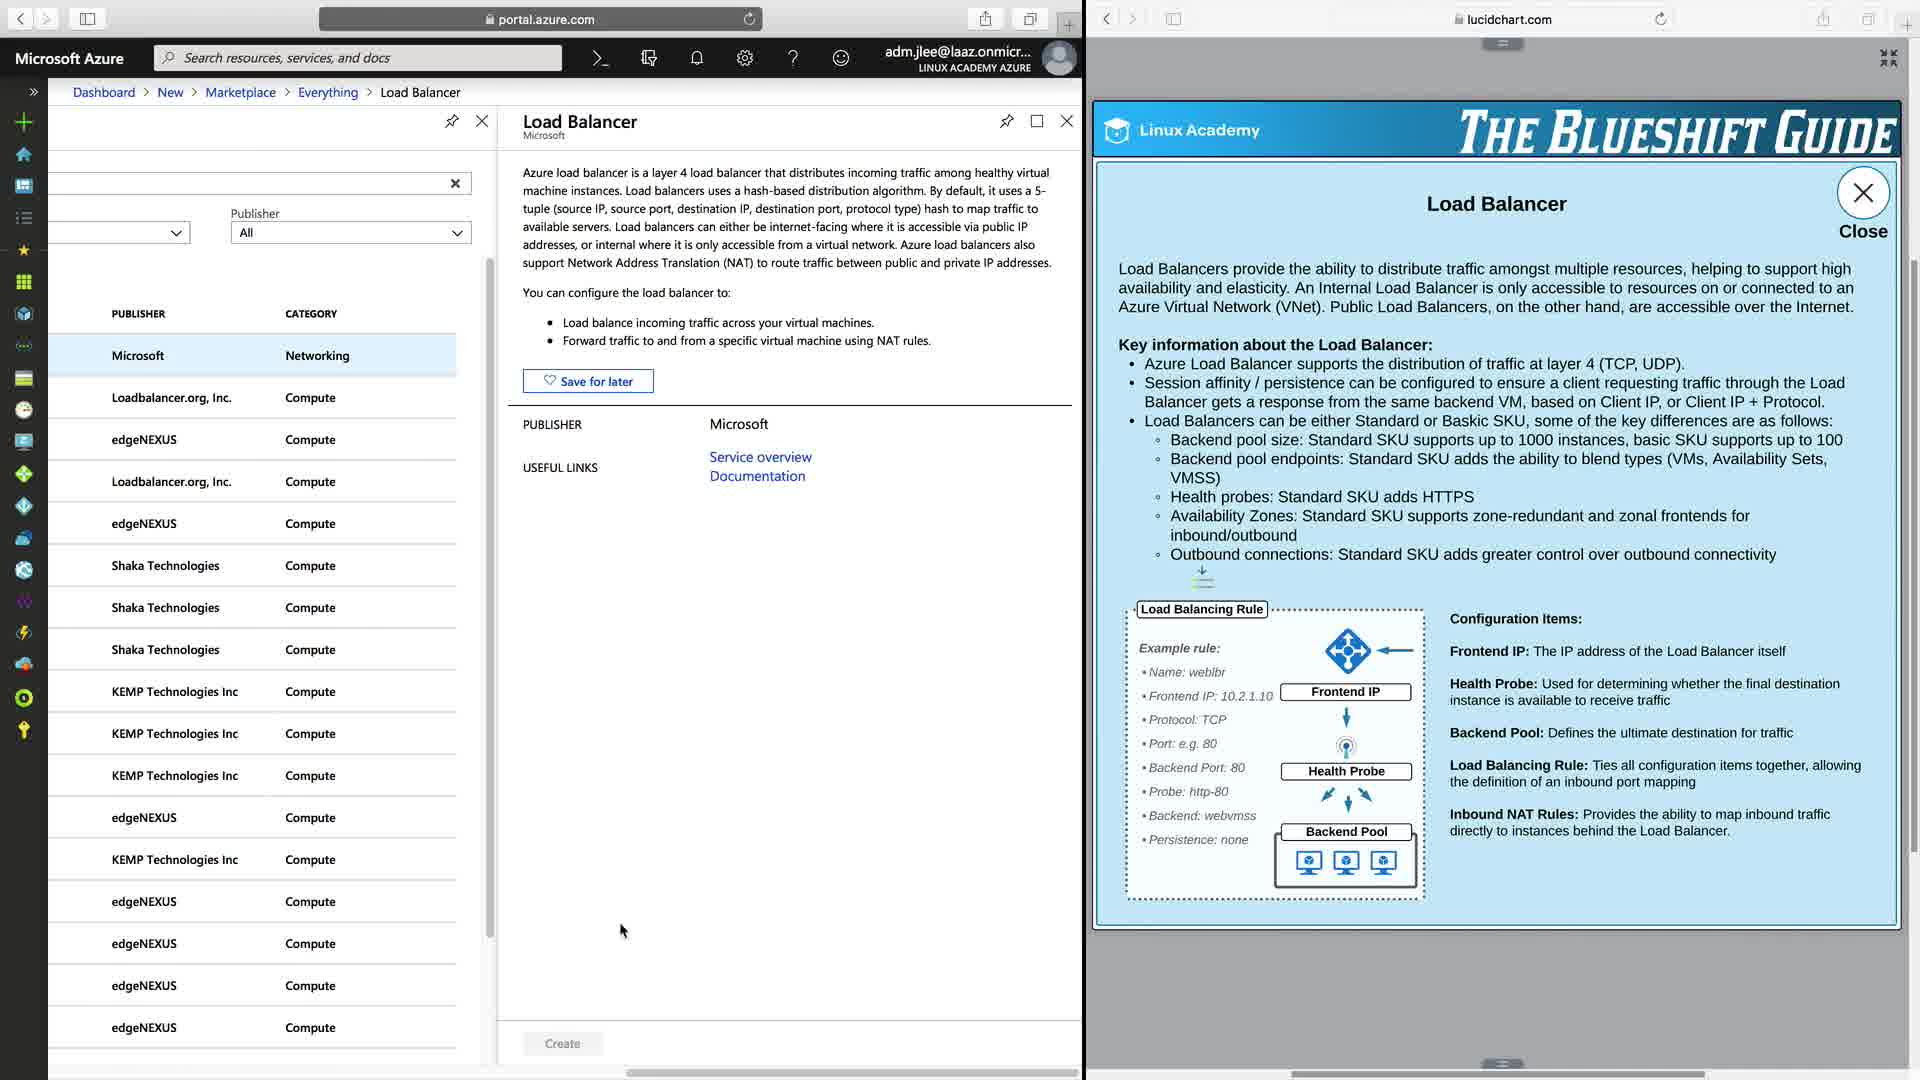 portal.azure.com
Microsoft Azure
Search resources, services, and docs
adm.jlee@laaz.onmicr...
LINUX ACADEMY AZURE
Dashboard > New > Marketplace > Everything > Load Balancer
Publisher
All
PUBLISHER CATEGORY
Microsoft Networking
Loadbalancer.org, Inc. Compute
edgeNEXUS Compute
Loadbalancer.org, Inc. Compute
edgeNEXUS Compute
Shaka Technologies Compute
Shaka Technologies Compute
Shaka Technologies Compute
KEMP Technologies Inc Compute
KEMP Technologies Inc Compute
KEMP Technologies Inc Compute
edgeNEXUS Compute
KEMP Technologies Inc Compute
edgeNEXUS Compute
edgeNEXUS Compute
edgeNEXUS Compute
edgeNEXUS Compute
Load Balancer
Microsoft
Azure load balancer is a layer 4 load balancer that distributes incoming traffic among healthy virtual
machine instances. Load balancers uses a hash-based distribution algorithm. By default, it uses a 5-
tuple (source IP, source port, destination IP, destination port, protocol type) hash to map traffic to
available servers. Load balancers can either be internet-facing where it is accessible via public IP
addresses, or internal where it is only accessible from a virtual network. Azure load balancers also
support Network Address Translation (NAT) to route traffic between public and private IP addresses.
You can configure the load balancer to:
• Load balance incoming traffic across your virtual machines.
• Forward traffic to and from a specific virtual machine using NAT rules.
Save for later
PUBLISHER Microsoft
USEFUL LINKS Service overview
Documentation
Create
lucidchart.com
Linux Academy
THE BLUESHIFT GUIDE
Load Balancer
Close
Load Balancers provide the ability to distribute traffic amongst multiple resources, helping to support high
availability and elasticity. An Internal Load Balancer is only accessible to resources on or connected to an
Azure Virtual Network (VNet). Public Load Balancers, on the other hand, are accessible over the Internet.
Key information about the Load Balancer:
• Azure Load Balancer supports the distribution of traffic at layer 4 (TCP, UDP).
• Session affinity / persistence can be configured to ensure a client requesting traffic through the Load
Balancer gets a response from the same backend VM, based on Client IP, or Client IP + Protocol.
• Load Balancers can be either Standard or Baskic SKU, some of the key differences are as follows:
◦ Backend pool size: Standard SKU supports up to 1000 instances, basic SKU supports up to 100
◦ Backend pool endpoints: Standard SKU adds the ability to blend types (VMs, Availability Sets,
VMSS)
◦ Health probes: Standard SKU adds HTTPS
◦ Availability Zones: Standard SKU supports zone-redundant and zonal frontends for
inbound/outbound
◦ Outbound connections: Standard SKU adds greater control over outbound connectivity
Load Balancing Rule
Example rule:
• Name: weblbr
• Frontend IP: 10.2.1.10
• Protocol: TCP
• Port: e.g. 80
• Backend Port: 80
• Probe: http-80
• Backend: webvmss
• Persistence: none
Frontend IP
Health Probe
Backend Pool
Configuration Items:
Frontend IP: The IP address of the Load Balancer itself
Health Probe: Used for determining whether the final destination
instance is available to receive traffic
Backend Pool: Defines the ultimate destination for traffic
Load Balancing Rule: Ties all configuration items together, allowing
the definition of an inbound port mapping
Inbound NAT Rules: Provides the ability to map inbound traffic
directly to instances behind the Load Balancer.